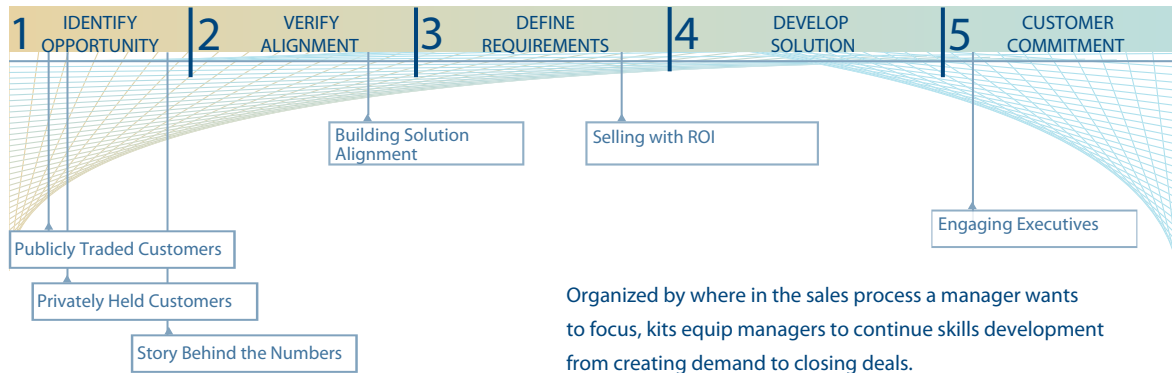 1 IDENTIFY
OPPORTUNITY
2 VERIFY
ALIGNMENT
3 DEFINE
REQUIREMENTS
4 DEVELOP
SOLUTION
5 CUSTOMER
COMMITMENT
Building Solution
Alignment
Selling with ROI
Engaging Executives
Publicly Traded Customers
Privately Held Customers
Story Behind the Numbers
Organized by where in the sales process a manager wants
to focus, kits equip managers to continue skills development
from creating demand to closing deals.